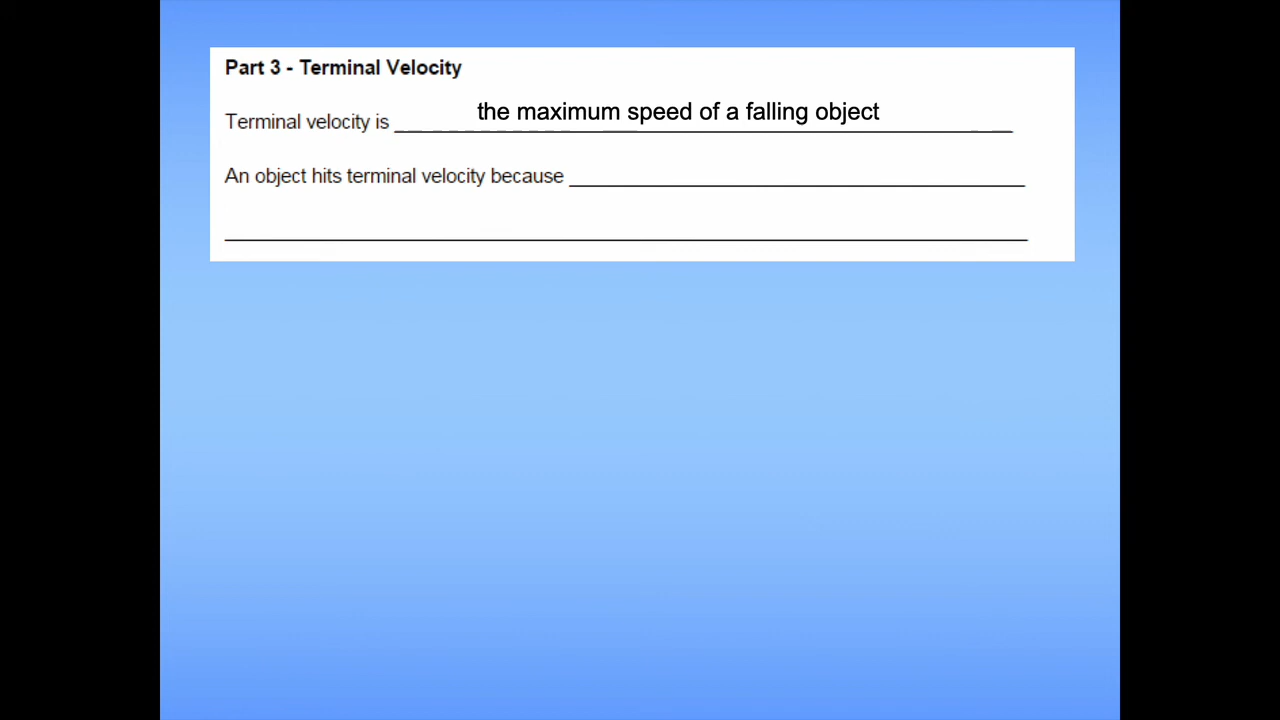 Part 3 - Terminal Velocity
Terminal velocity is the maximum speed of a falling object
An object hits terminal velocity because